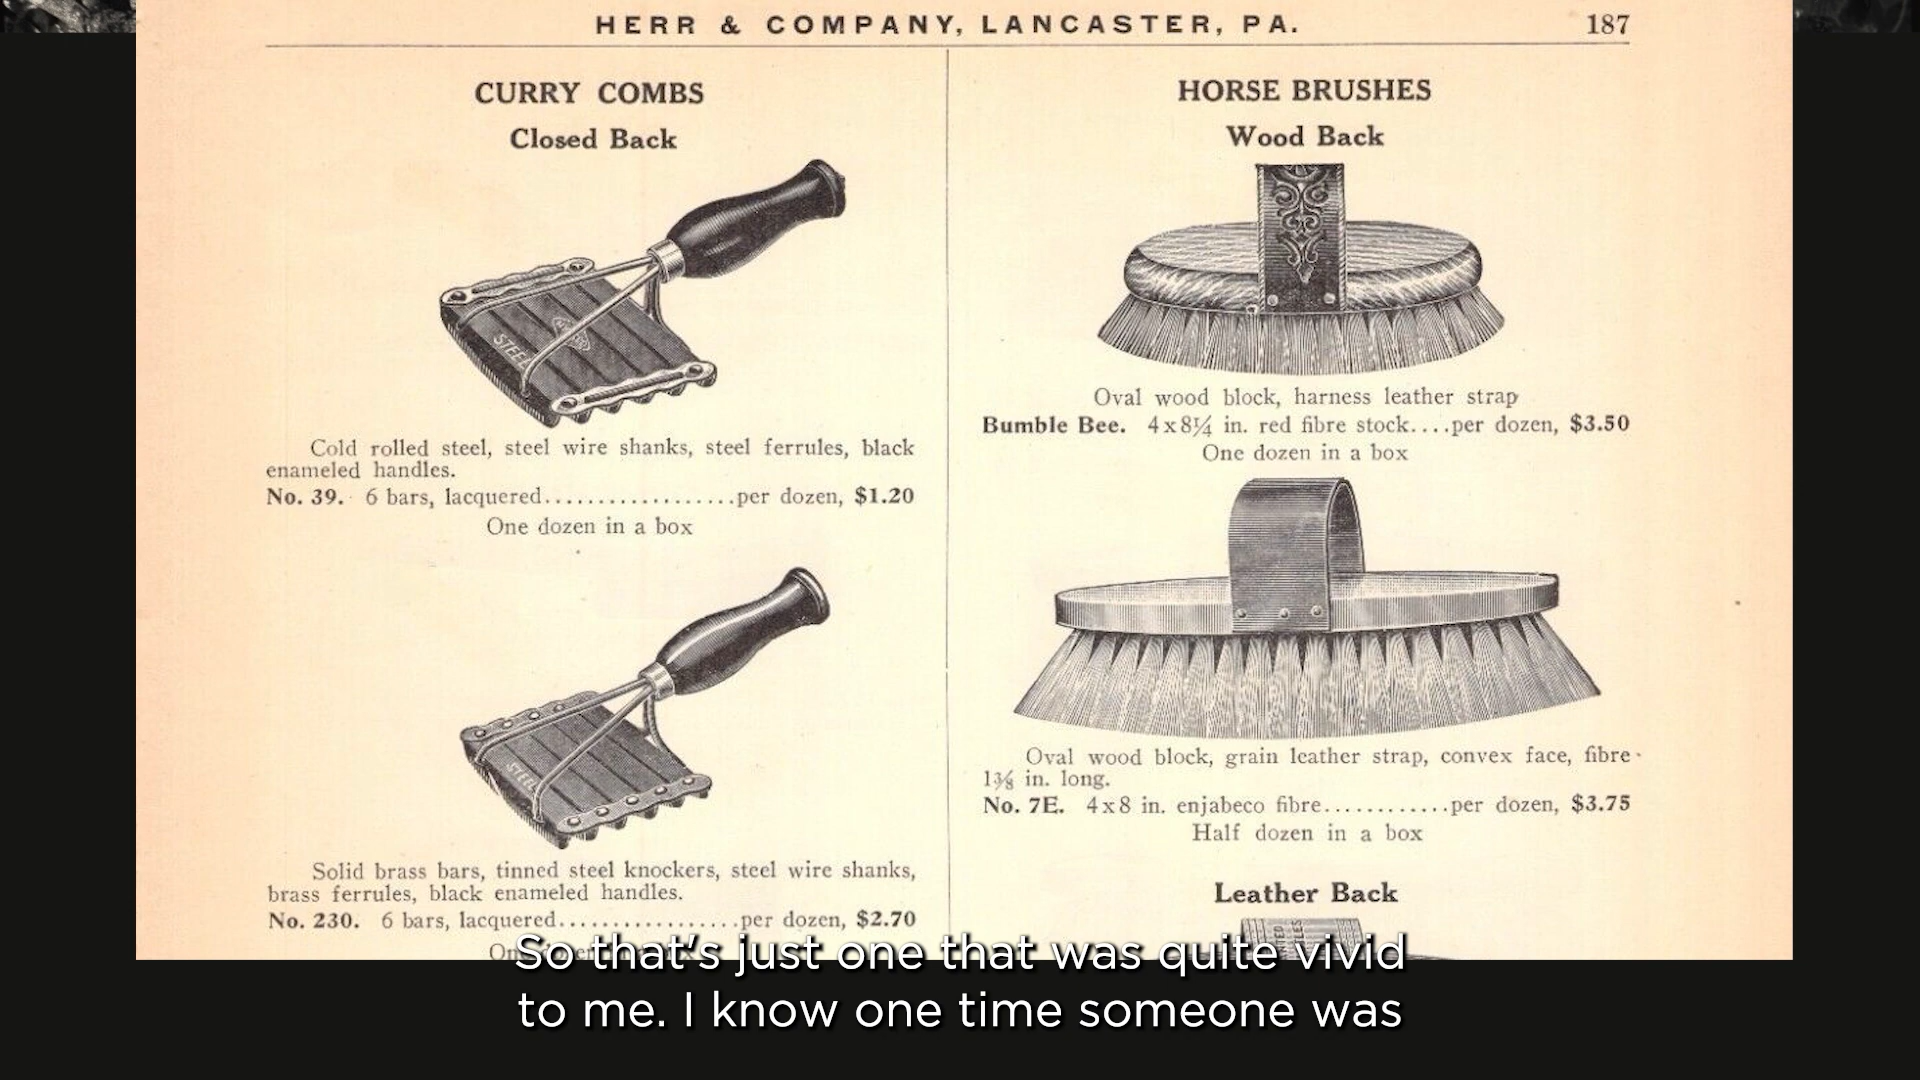 HERR & COMPANY, LANCASTER, PA.
187
CURRY COMBS
Closed Back
STEEL
Cold rolled steel, steel wire shanks, steel ferrules, black
enameled handles.
No. 39. 6 bars, lacquered..................per dozen, $1.20
One dozen in a box
STEEL
Solid brass bars, tinned steel knockers, steel wire shanks,
brass ferrules, black enameled handles.
No. 230. 6 bars, lacquered.................per dozen, $2.70
HORSE BRUSHES
Wood Back
Oval wood block, harness leather strap
Bumble Bee. 4x8¼ in. red fibre stock....per dozen, $3.50
One dozen in a box
Oval wood block, grain leather strap, convex face, fibre
1⅜ in. long.
No. 7E. 4x8 in. enjabeco fibre............per dozen, $3.75
Half dozen in a box
Leather Back
So that's just one that was quite vivid
to me. I know one time someone was